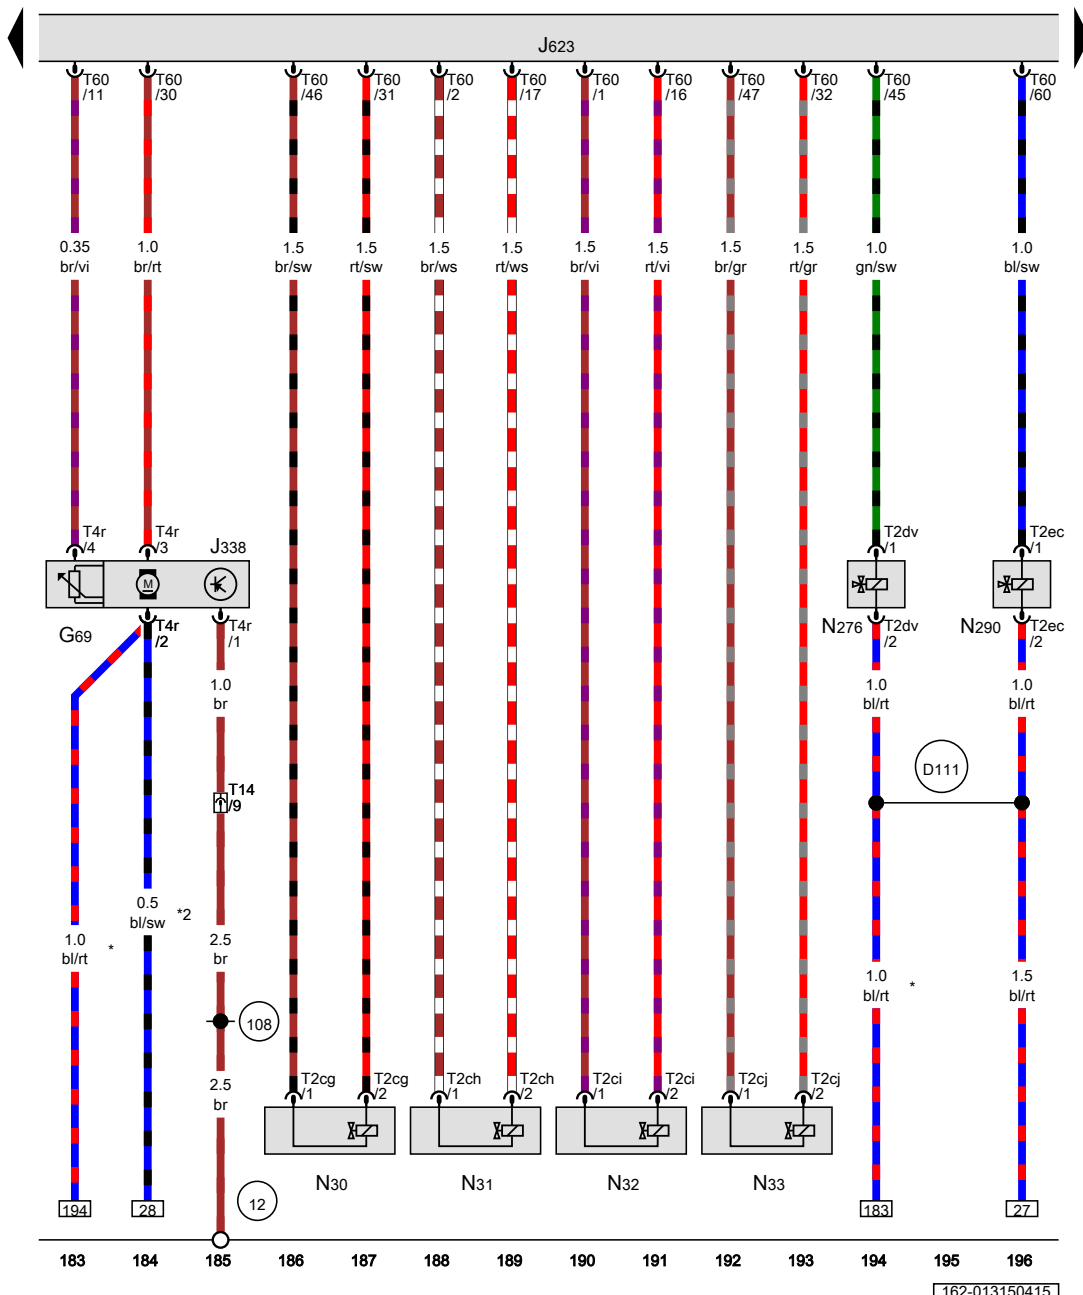 J623
T60 T60 T60 T60 T60 T60 T60 T60 T60 T60 T60 T60
/11 /30 /46 /31 /2 /17 /1 /16 /47 /32 /45 /60
0.35 1.0 1.5 1.5 1.5 1.5 1.5 1.5 1.5 1.5 1.0 1.0
br/vi br/rt br/sw rt/sw br/ws rt/ws br/vi rt/vi br/gr rt/gr gn/sw bl/sw
T4r T4r J338 T2dv T2ec
/4 /3 /1 /1
M
G69 T4r T4r N276 T2dv N290 T2ec
/2 /1 /2 /2
1.0 1.0 1.0
br bl/rt bl/rt
D111
T14
/9
0.5
bl/sw *2
1.0 * 2.5
bl/rt br
1.0 * 1.5
bl/rt bl/rt
108
2.5
br
T2cg T2cg T2ch T2ch T2ci T2ci T2cj T2cj
/1 /2 /1 /2 /1 /2 /1 /2
N30 N31 N32 N33
12
194 28 183 27
183 184 185 186 187 188 189 190 191 192 193 194 195 196
162-013150415